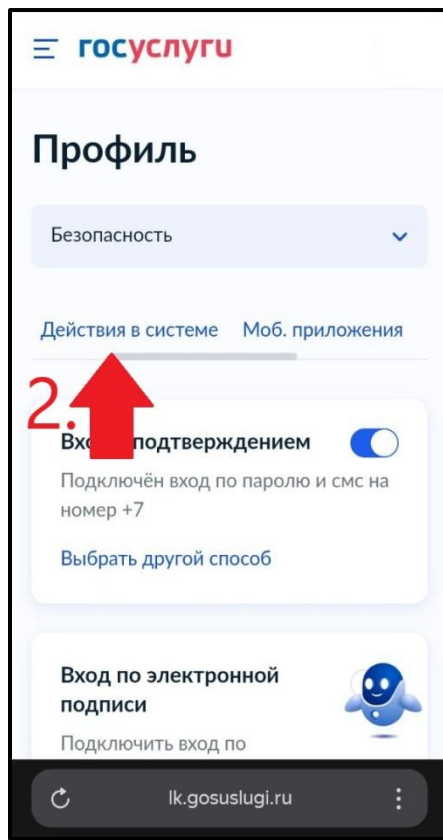 госуслуги
Профиль
Безопасность
Действия в системе Моб. приложения
2.
подтверждением
Подключён вход по паролю и смс на
номер +7
Выбрать другой способ
Вход по электронной
подписи
Подключить вход по
lk.gosuslugi.ru